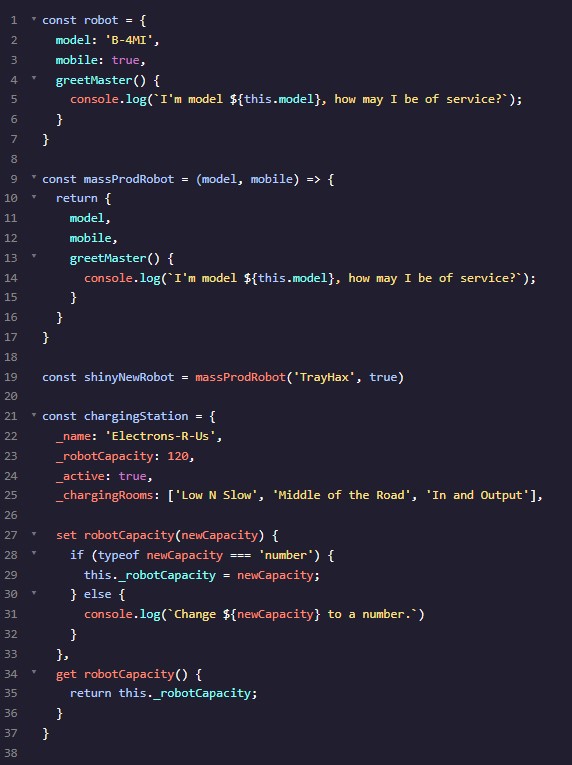 1 const robot = {
2 model: 'B-4MI',
3 mobile: true,
4 greetMaster() {
5 console.log(`I'm model ${this.model}, how may I be of service?`);
6 }
7 }
8
9 const massProdRobot = (model, mobile) => {
10 return {
11 model,
12 mobile,
13 greetMaster() {
14 console.log(`I'm model ${this.model}, how may I be of service?`);
15 }
16 }
17 }
18
19 const shinyNewRobot = massProdRobot('TrayHax', true)
20
21 const chargingStation = {
22 _name: 'Electrons-R-Us',
23 _robotCapacity: 120,
24 _active: true,
25 _chargingRooms: ['Low N Slow', 'Middle of the Road', 'In and Output'],
26
27 set robotCapacity(newCapacity) {
28 if (typeof newCapacity === 'number') {
29 this._robotCapacity = newCapacity;
30 } else {
31 console.log(`Change ${newCapacity} to a number.`)
32 }
33 },
34 get robotCapacity() {
35 return this._robotCapacity;
36 }
37 }
38